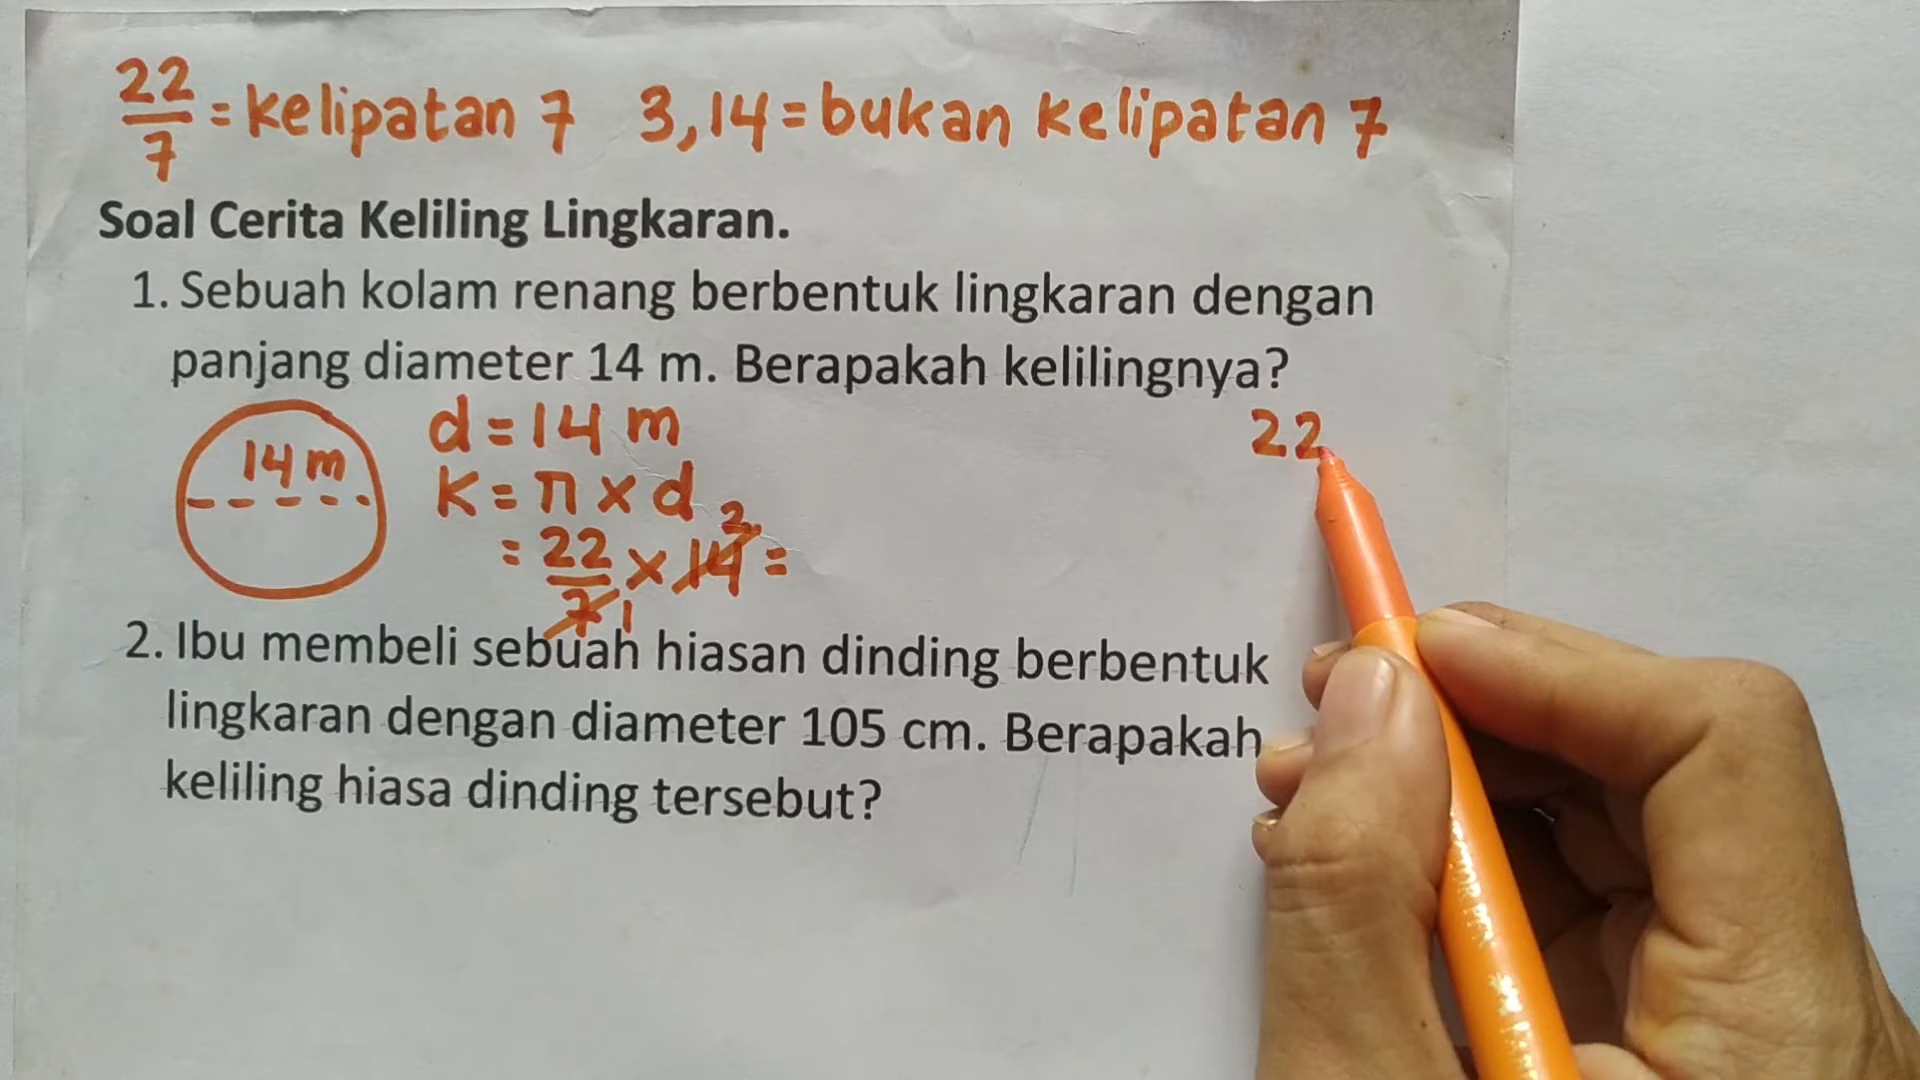 22/7 = Kelipatan 7 3,14 = bukan kelipatan 7
Soal Cerita Keliling Lingkaran.
1. Sebuah kolam renang berbentuk lingkaran dengan
panjang diameter 14 m. Berapakah kelilingnya?
14 m
d = 14 m
22
K = π x d
2
= 22/7 x 14 =
1
2. Ibu membeli sebuah hiasan dinding berbentuk
lingkaran dengan diameter 105 cm. Berapakah
keliling hiasa dinding tersebut?